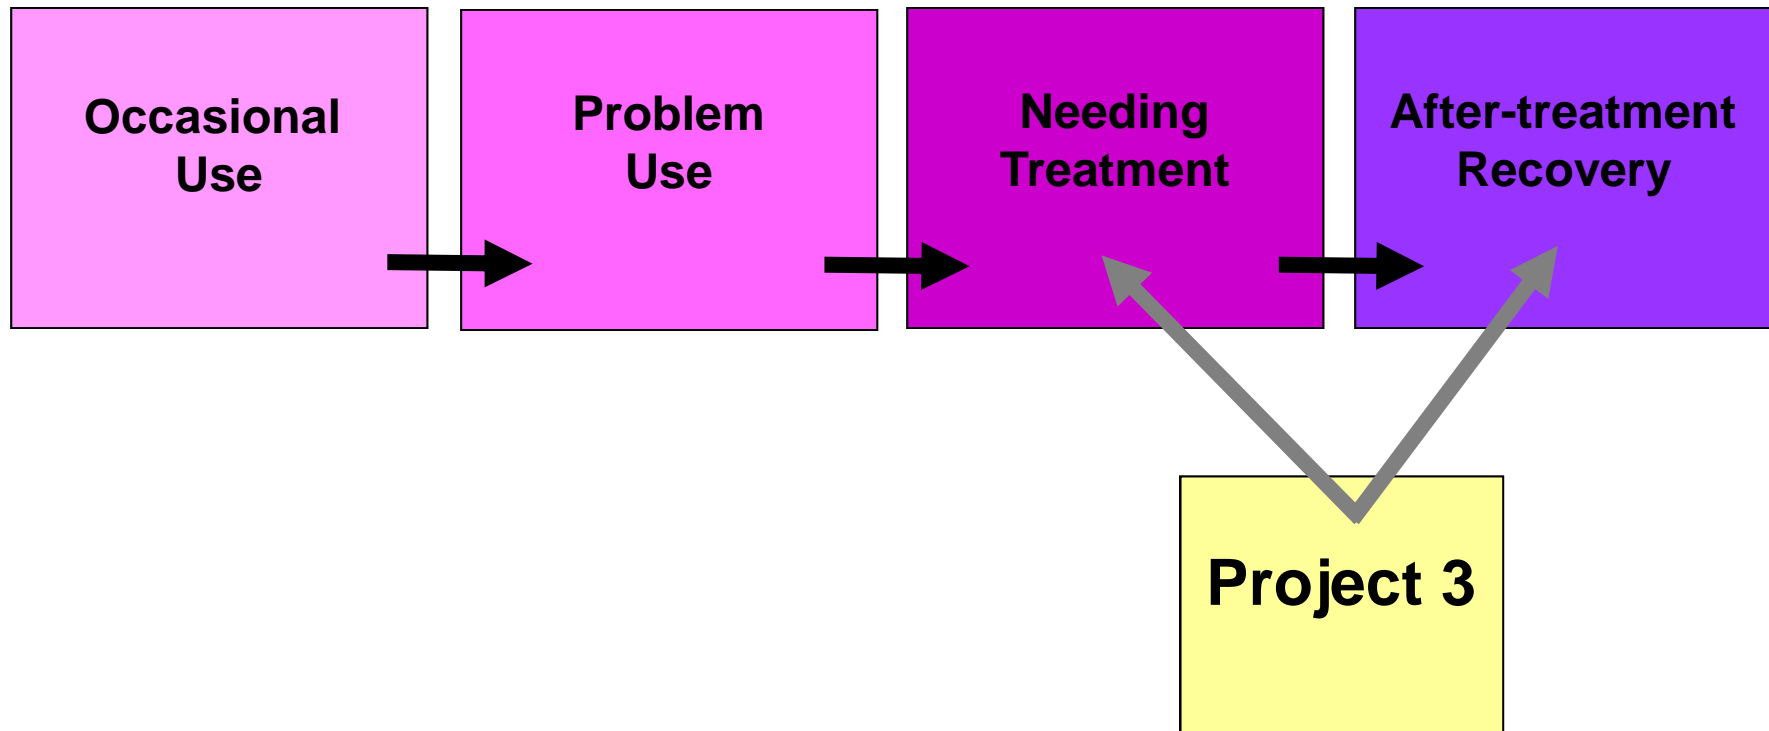 Occasional
Use
Problem
Use
Needing
Treatment
After-treatment
Recovery
Project 3